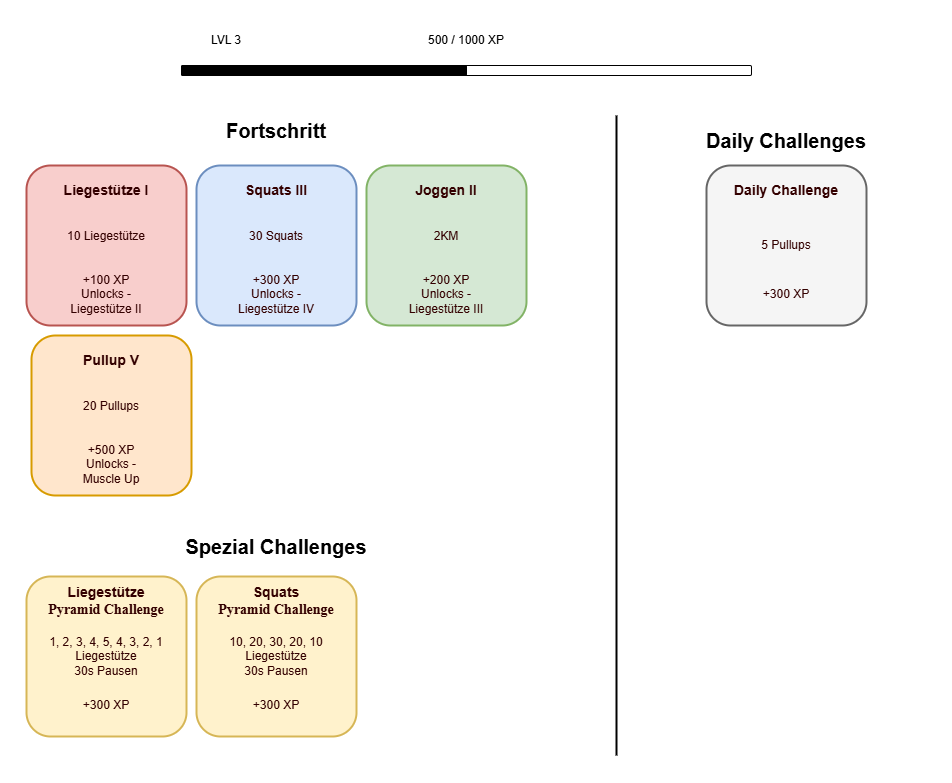 LVL 3
500 / 1000 XP
Fortschritt
Liegestütze I
10 Liegestütze
+100 XP
Unlocks -
Liegestütze II
Squats III
30 Squats
+300 XP
Unlocks -
Liegestütze IV
Joggen II
2KM
+200 XP
Unlocks -
Liegestütze III
Pullup V
20 Pullups
+500 XP
Unlocks -
Muscle Up
Spezial Challenges
Liegestütze
Pyramid Challenge
1, 2, 3, 4, 5, 4, 3, 2, 1
Liegestütze
30s Pausen
+300 XP
Squats
Pyramid Challenge
10, 20, 30, 20, 10
Liegestütze
30s Pausen
+300 XP
Daily Challenges
Daily Challenge
5 Pullups
+300 XP